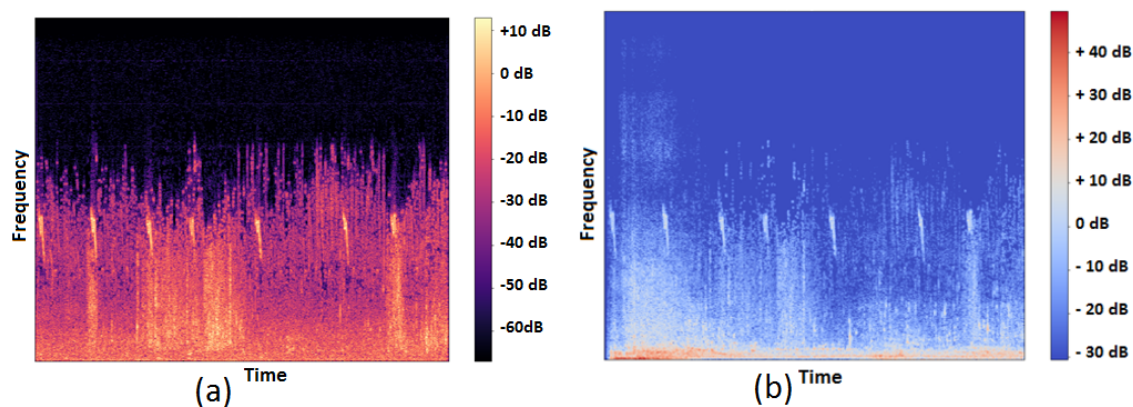 +10 dB
0 dB
-10 dB
-20 dB
-30 dB
-40 dB
-50 dB
-60dB
Frequency
Time
(a)
+ 40 dB
+ 30 dB
+ 20 dB
+ 10 dB
0 dB
- 10 dB
- 20 dB
- 30 dB
Frequency
Time
(b)